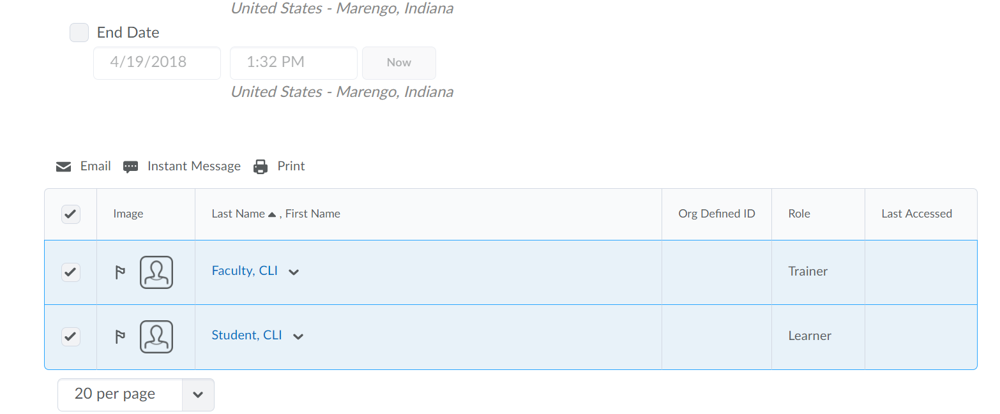 United States - Marengo, Indiana
End Date
4/19/2018 1:32 PM Now
United States - Marengo, Indiana
Email Instant Message Print
Image Last Name , First Name Org Defined ID Role Last Accessed
Faculty, CLI Trainer
Student, CLI Learner
20 per page